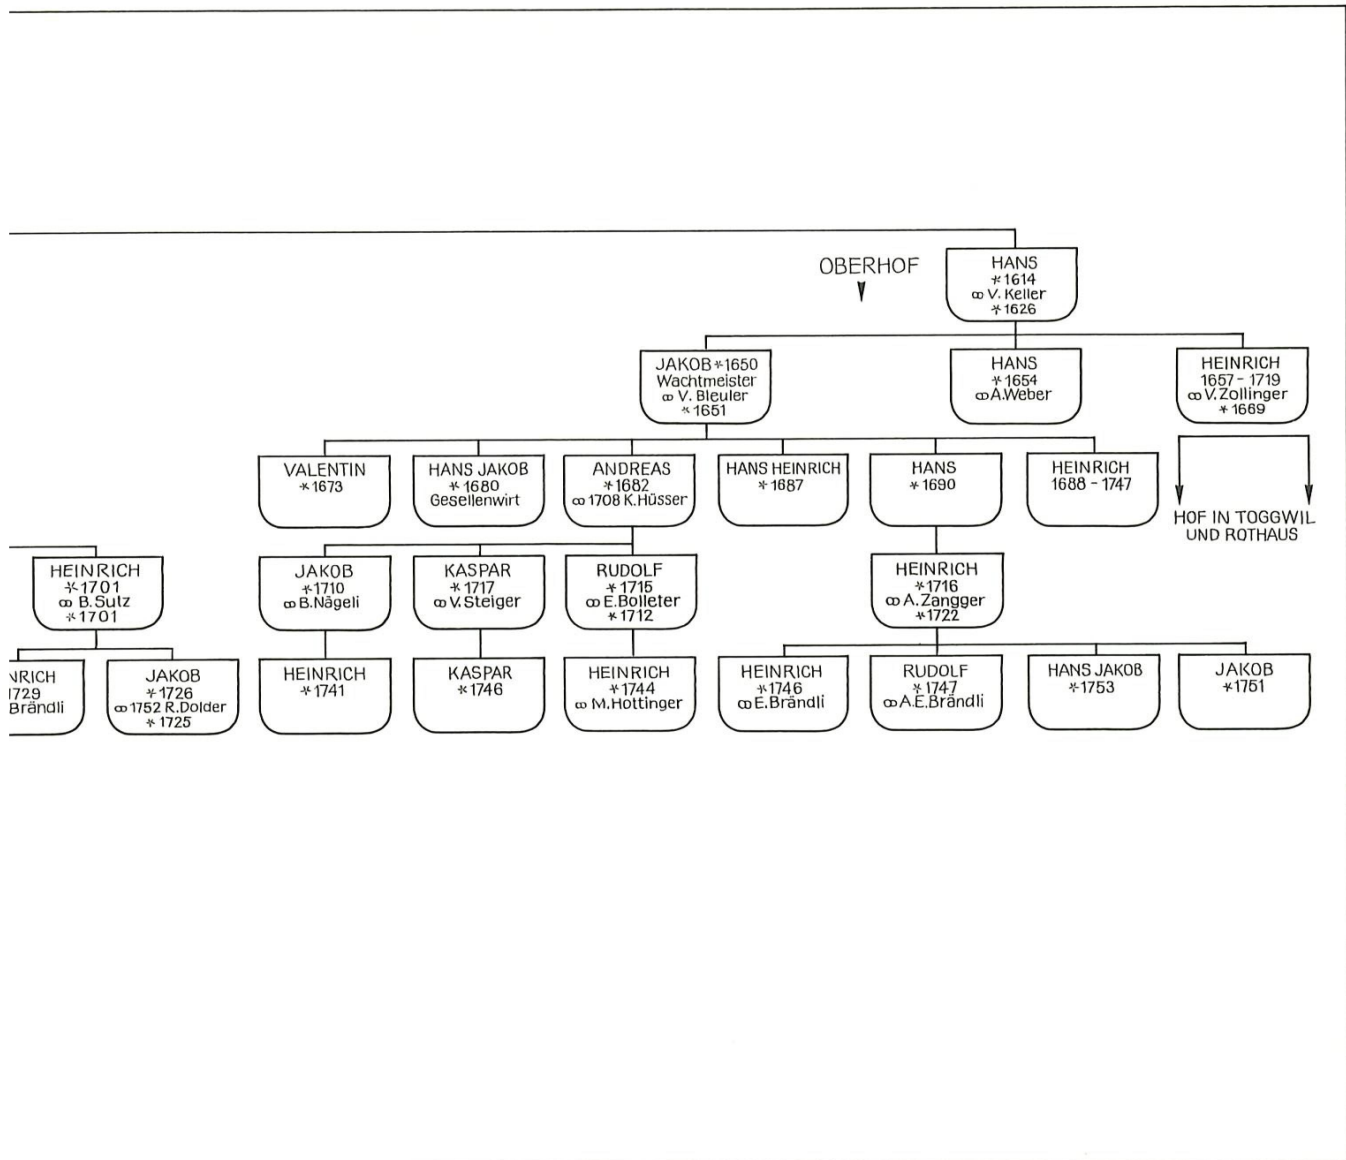 OBERHOF
HANS
*1614
⚭ V. Keller
*1626
JAKOB *1650
Wachtmeister
⚭ V. Bleuler
*1651
HANS
*1654
⚭ A. Weber
HEINRICH
1657 - 1719
⚭ V. Zollinger
*1669
VALENTIN
*1673
HANS JAKOB
*1680
Gesellenwirt
ANDREAS
*1682
⚭ 1708 K. Hüsser
HANS HEINRICH
*1687
HANS
*1690
HEINRICH
1688 - 1747
HOF IN TOGGWIL
UND ROTHAUS
HEINRICH
*1701
⚭ B. Sutz
*1701
JAKOB
*1710
⚭ B. Nägeli
KASPAR
*1717
⚭ V. Steiger
RUDOLF
*1715
⚭ E. Bolleter
*1712
HEINRICH
*1716
⚭ A. Zangger
*1722
NRICH
1729
Brändli
JAKOB
*1726
⚭ 1752 R. Dolder
*1725
HEINRICH
*1741
KASPAR
*1746
HEINRICH
*1744
⚭ M. Hottinger
HEINRICH
*1746
⚭ E. Brändli
RUDOLF
*1747
⚭ A.E. Brändli
HANS JAKOB
*1753
JAKOB
*1751